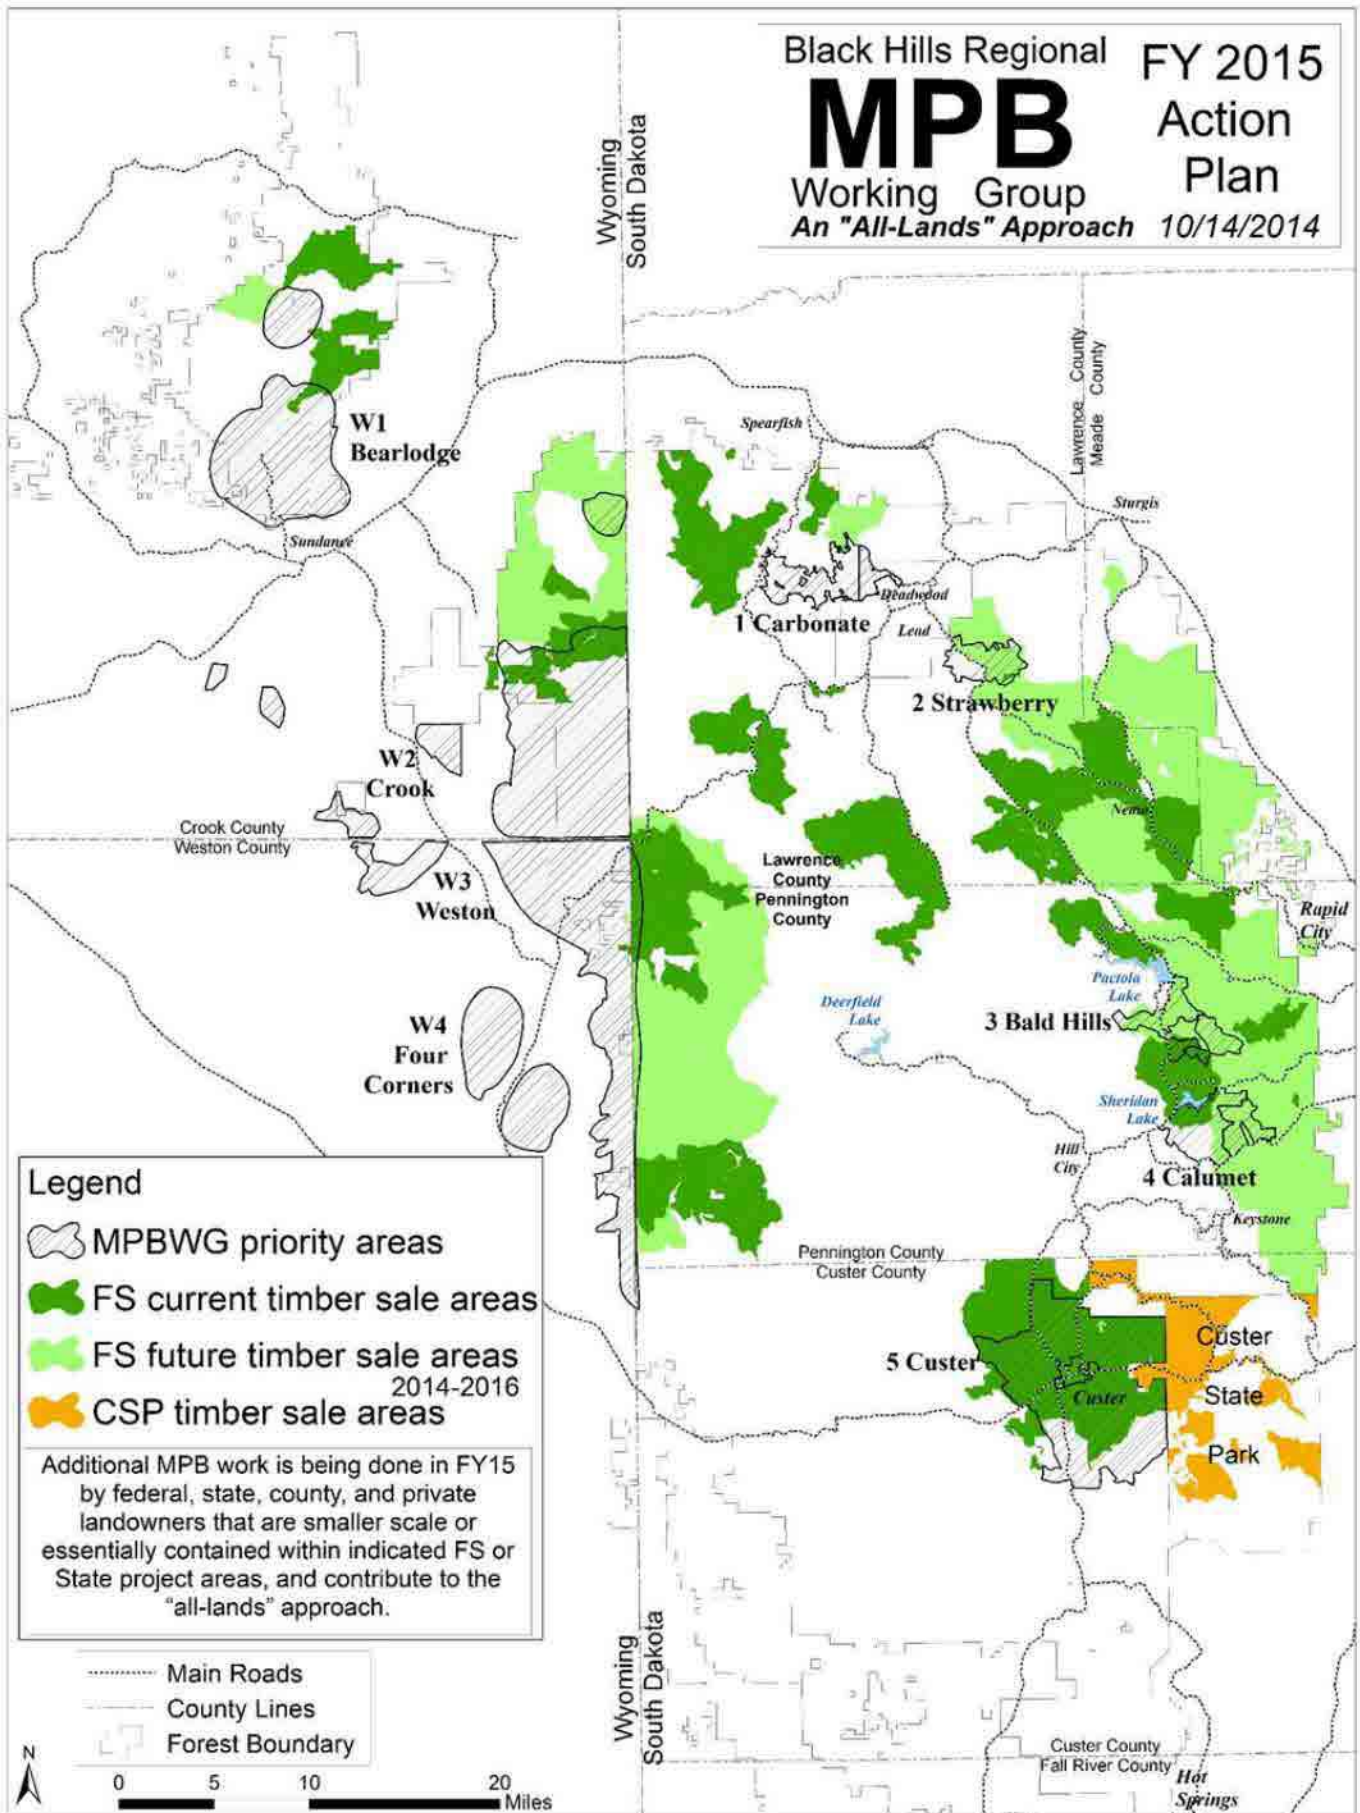 Black Hills Regional
MPB
Working Group
An "All-Lands" Approach
FY 2015
Action
Plan
10/14/2014
Wyoming
South Dakota
Lawrence County
Meade County
Spearfish
W1
Bearlodge
Sturgis
Sundance
Deadwood
1 Carbonate
Lead
2 Strawberry
W2
Crook
Nemo
Crook County
Weston County
Lawrence
County
Pennington
County
W3
Weston
Rapid
City
Pactola
Lake
Deerfield
Lake
3 Bald Hills
W4
Four
Corners
Sheridan
Lake
Hill
City
4 Calumet
Keystone
Pennington County
Custer County
5 Custer
Custer
Custer
State
Park
Legend
MPBWG priority areas
FS current timber sale areas
FS future timber sale areas
2014-2016
CSP timber sale areas
Additional MPB work is being done in FY15
by federal, state, county, and private
landowners that are smaller scale or
essentially contained within indicated FS or
State project areas, and contribute to the
"all-lands" approach.
Main Roads
County Lines
Forest Boundary
Wyoming
South Dakota
Custer County
Fall River County
Hot
Springs
N
0 5 10 20
Miles